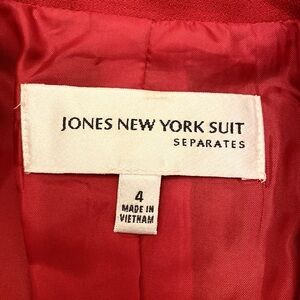 JONES NEW YORK SUIT
SEPARATES
4
MADE IN
VIETNAM